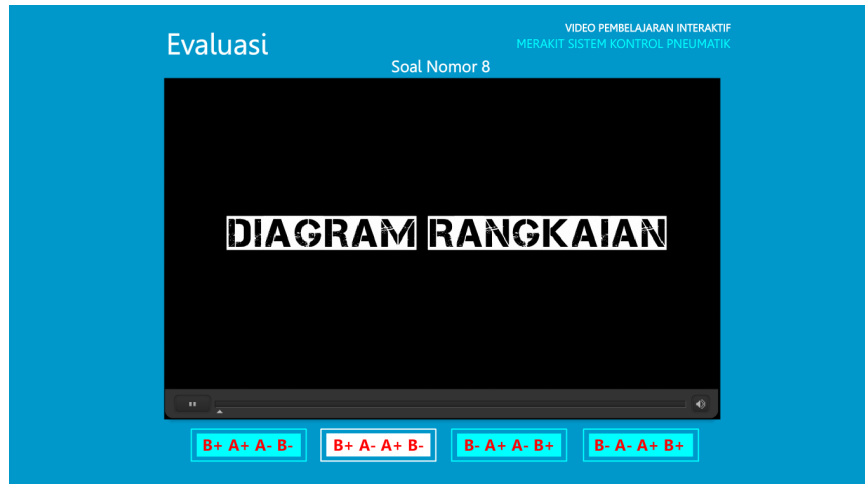 Evaluasi
VIDEO PEMBELAJARAN INTERAKTIF
MERAKIT SISTEM KONTROL PNEUMATIK
Soal Nomor 8
DIAGRAM RANGKAIAN
B+ A+ A- B-
B+ A- A+ B-
B- A+ A- B+
B- A- A+ B+